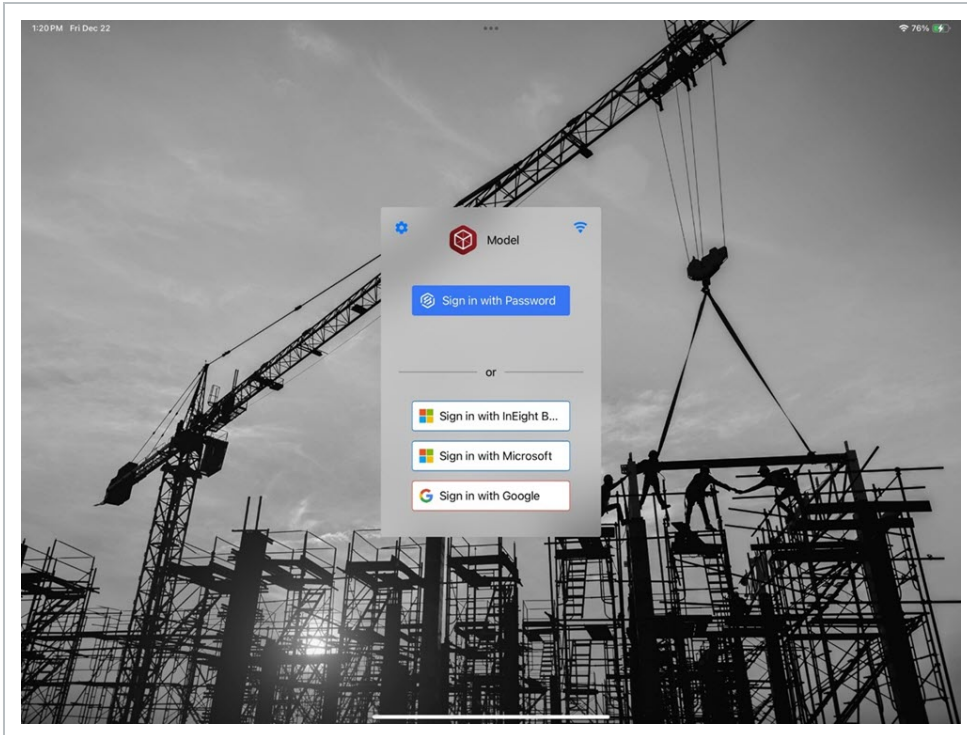 1:20 PM Fri Dec 22
76%
Model
Sign in with Password
or
Sign in with InEight B...
Sign in with Microsoft
Sign in with Google